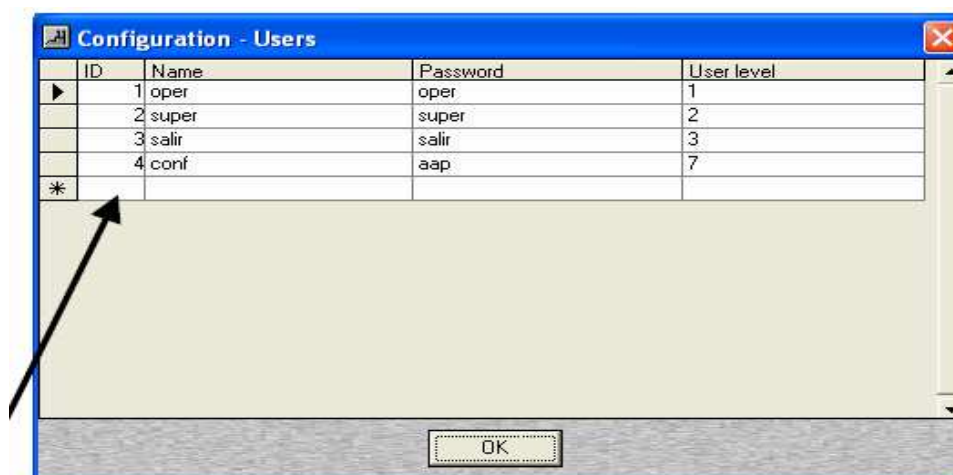 Configuration - Users
ID Name Password User level
1 oper oper 1
2 super super 2
3 salir salir 3
4 conf aap 7
OK